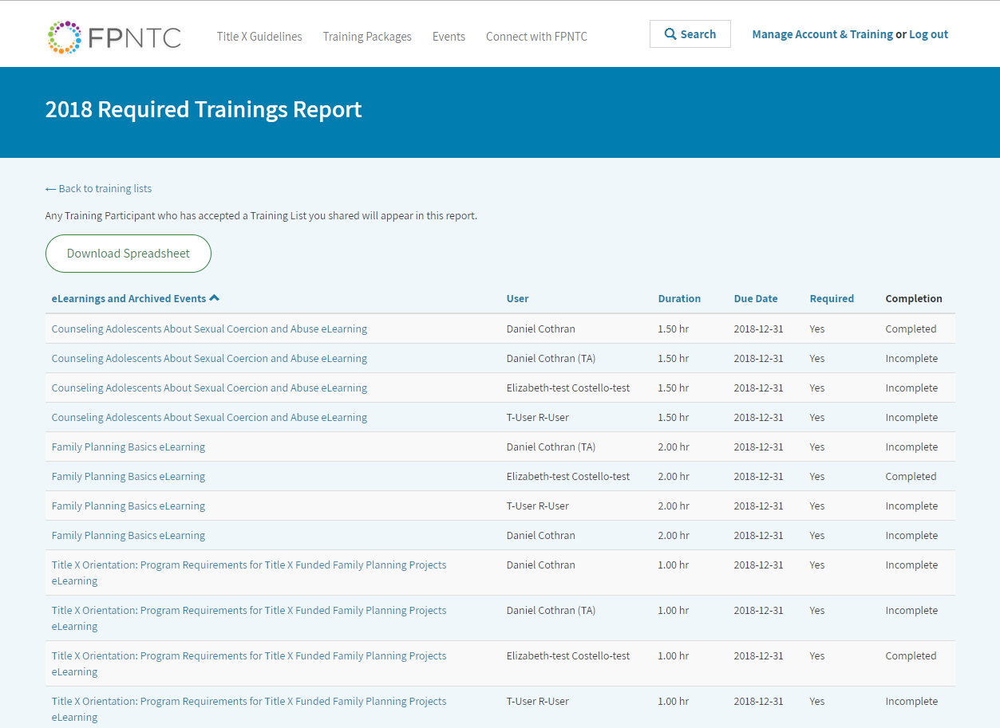 FPNTC
Title X Guidelines Training Packages Events Connect with FPNTC Search Manage Account & Training or Log out
2018 Required Trainings Report
← Back to training lists
Any Training Participant who has accepted a Training List you shared will appear in this report.
Download Spreadsheet
eLearnings and Archived Events User Duration Due Date Required Completion
Counseling Adolescents About Sexual Coercion and Abuse eLearning Daniel Cothran 1.50 hr 2018-12-31 Yes Completed
Counseling Adolescents About Sexual Coercion and Abuse eLearning Daniel Cothran (TA) 1.50 hr 2018-12-31 Yes Incomplete
Counseling Adolescents About Sexual Coercion and Abuse eLearning Elizabeth-test Costello-test 1.50 hr 2018-12-31 Yes Incomplete
Counseling Adolescents About Sexual Coercion and Abuse eLearning T-User R-User 1.50 hr 2018-12-31 Yes Incomplete
Family Planning Basics eLearning Daniel Cothran (TA) 2.00 hr 2018-12-31 Yes Incomplete
Family Planning Basics eLearning Elizabeth-test Costello-test 2.00 hr 2018-12-31 Yes Completed
Family Planning Basics eLearning T-User R-User 2.00 hr 2018-12-31 Yes Incomplete
Family Planning Basics eLearning Daniel Cothran 2.00 hr 2018-12-31 Yes Incomplete
Title X Orientation: Program Requirements for Title X Funded Family Planning Projects Daniel Cothran 1.00 hr 2018-12-31 Yes Incomplete
eLearning
Title X Orientation: Program Requirements for Title X Funded Family Planning Projects Daniel Cothran (TA) 1.00 hr 2018-12-31 Yes Incomplete
eLearning
Title X Orientation: Program Requirements for Title X Funded Family Planning Projects Elizabeth-test Costello-test 1.00 hr 2018-12-31 Yes Completed
eLearning
Title X Orientation: Program Requirements for Title X Funded Family Planning Projects T-User R-User 1.00 hr 2018-12-31 Yes Incomplete
eLearning